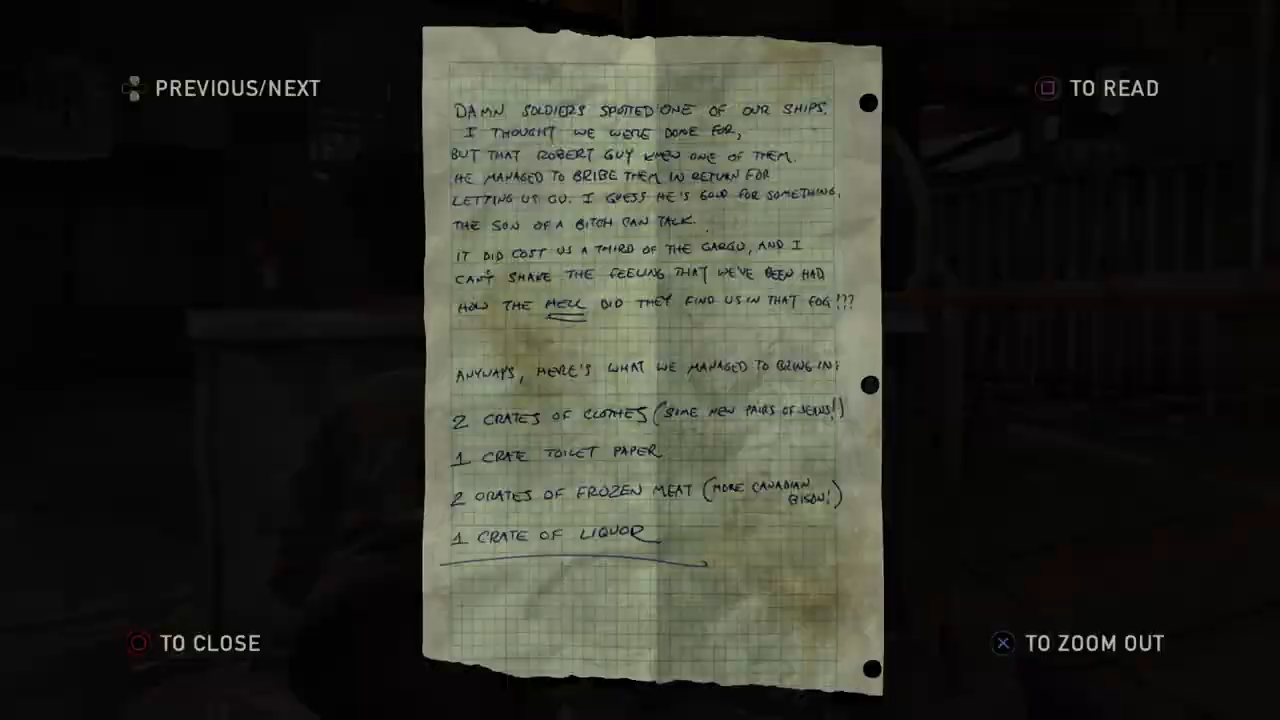 PREVIOUS/NEXT
TO READ
DAMN SOLDIERS SPOTTED ONE OF OUR SHIPS.
I THOUGHT WE WERE DONE FOR,
BUT THAT ROBERT GUY KNEW ONE OF THEM.
HE MANAGED TO BRIBE THEM IN RETURN FOR
LETTING US GO. I GUESS HE'S GOOD FOR SOMETHING,
THE SON OF A BITCH CAN TALK.
IT DID COST US A THIRD OF THE CARGO, AND I
CAN'T SHAKE THE FEELING THAT WE'VE BEEN HAD
HOW THE HELL DID THEY FIND US IN THAT FOG!??
ANYWAYS, HERE'S WHAT WE MANAGED TO BRING IN:
2 CRATES OF CLOTHES (SOME NEW PAIRS OF JEANS!)
1 CRATE TOILET PAPER
2 CRATES OF FROZEN MEAT (MORE CANADIAN
BISON!)
1 CRATE OF LIQUOR
TO CLOSE
TO ZOOM OUT